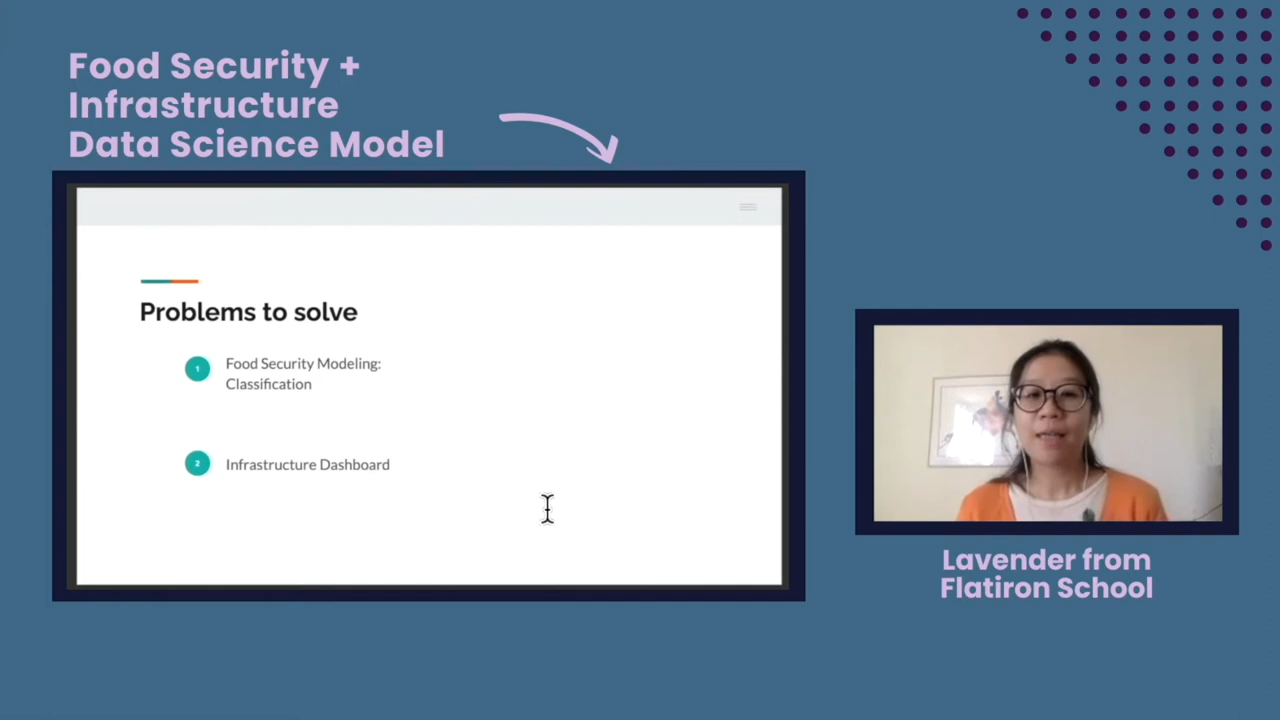 Food Security +
Infrastructure
Data Science Model
Problems to solve
1
Food Security Modeling:
Classification
2
Infrastructure Dashboard
Lavender from
Flatiron School